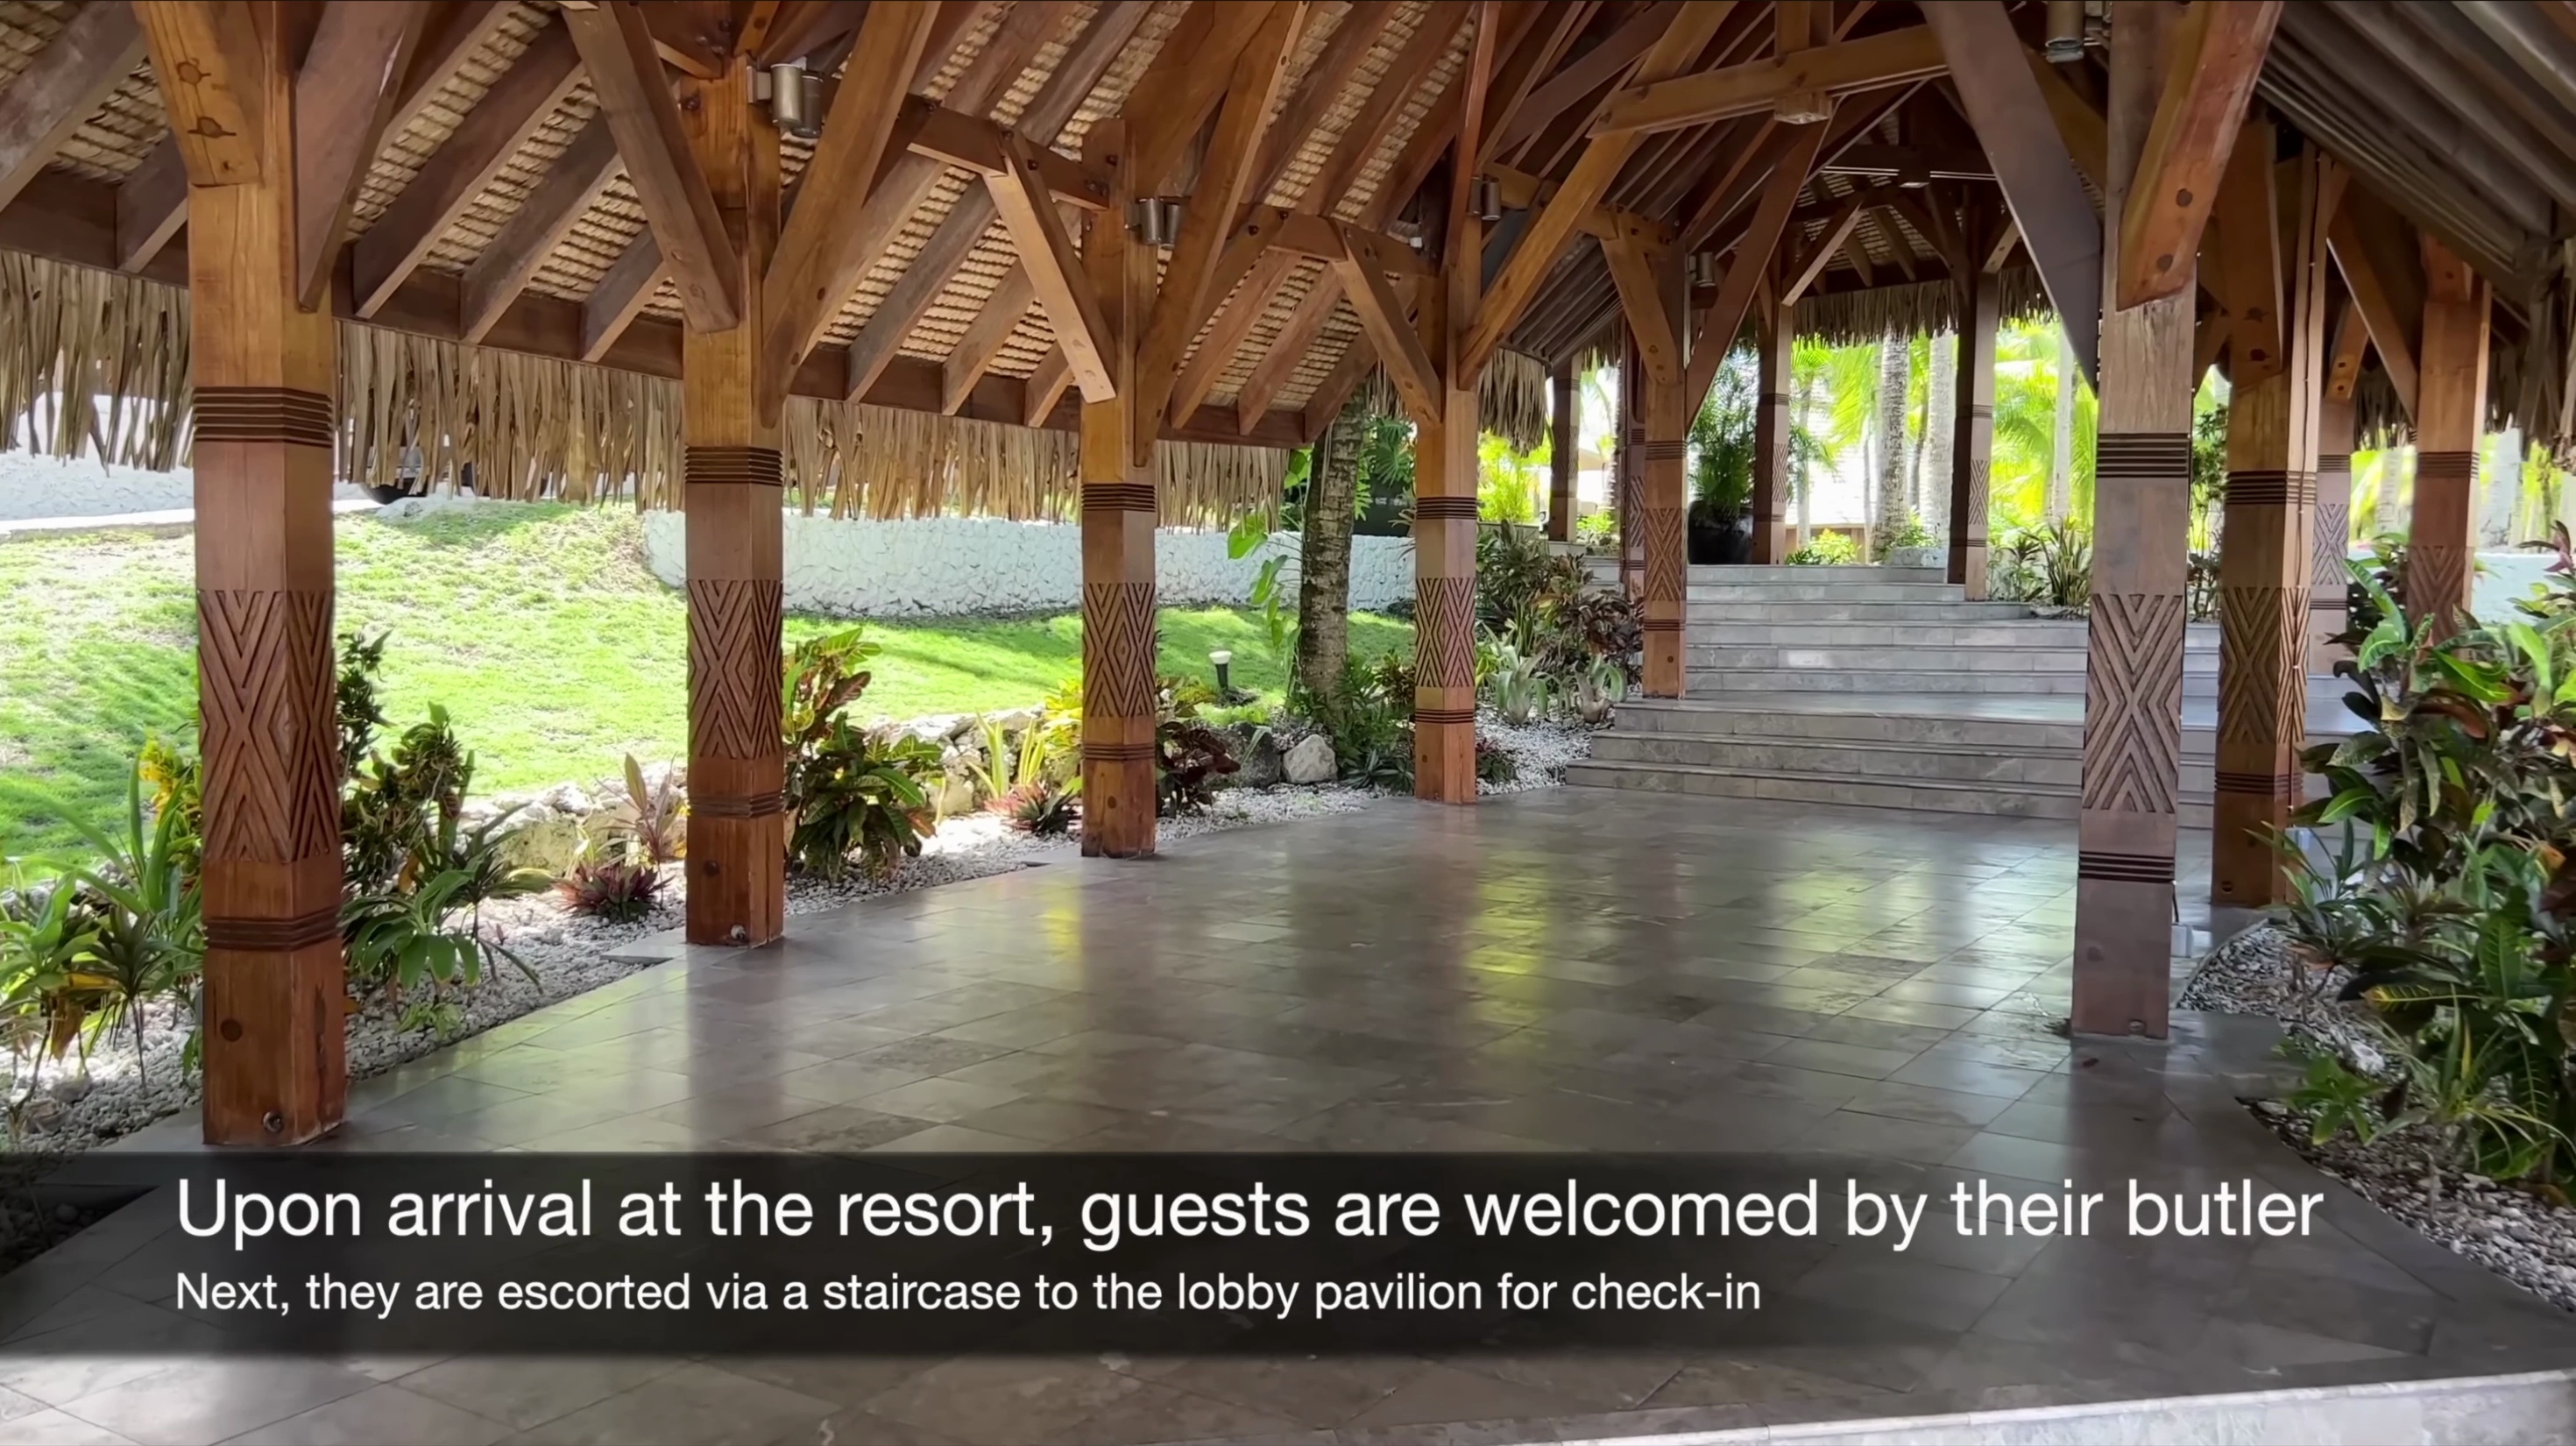 Upon arrival at the resort, guests are welcomed by their butler
Next, they are escorted via a staircase to the lobby pavilion for check-in